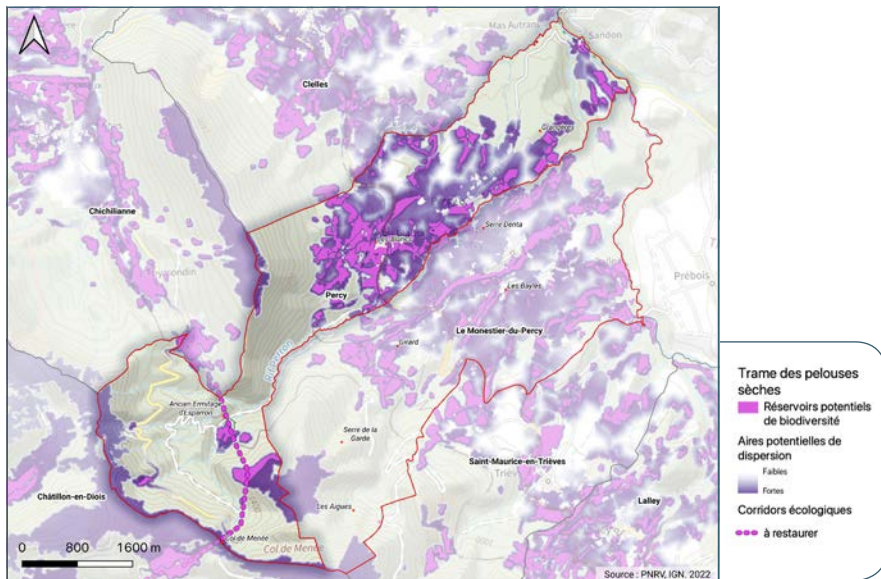 Mas Autran
Sandon
Clelles
Chichilianne
Serre Denta
Percy
Les Bayles
Prébois
Le Monestier-du-Percy
Girard
Ancien Ermitage
d'Esparron
Serre de la
Garde
Saint-Maurice-en-Trièves
Châtillon-en-Diois
Lalley
Les Aigues
Col de Menée
Col de Menée
0 800 1600 m
Source : PNRV, IGN, 2022
Trame des pelouses
sèches
Réservoirs potentiels
de biodiversité
Aires potentielles de
dispersion
Faibles
Fortes
Corridors écologiques
à restaurer